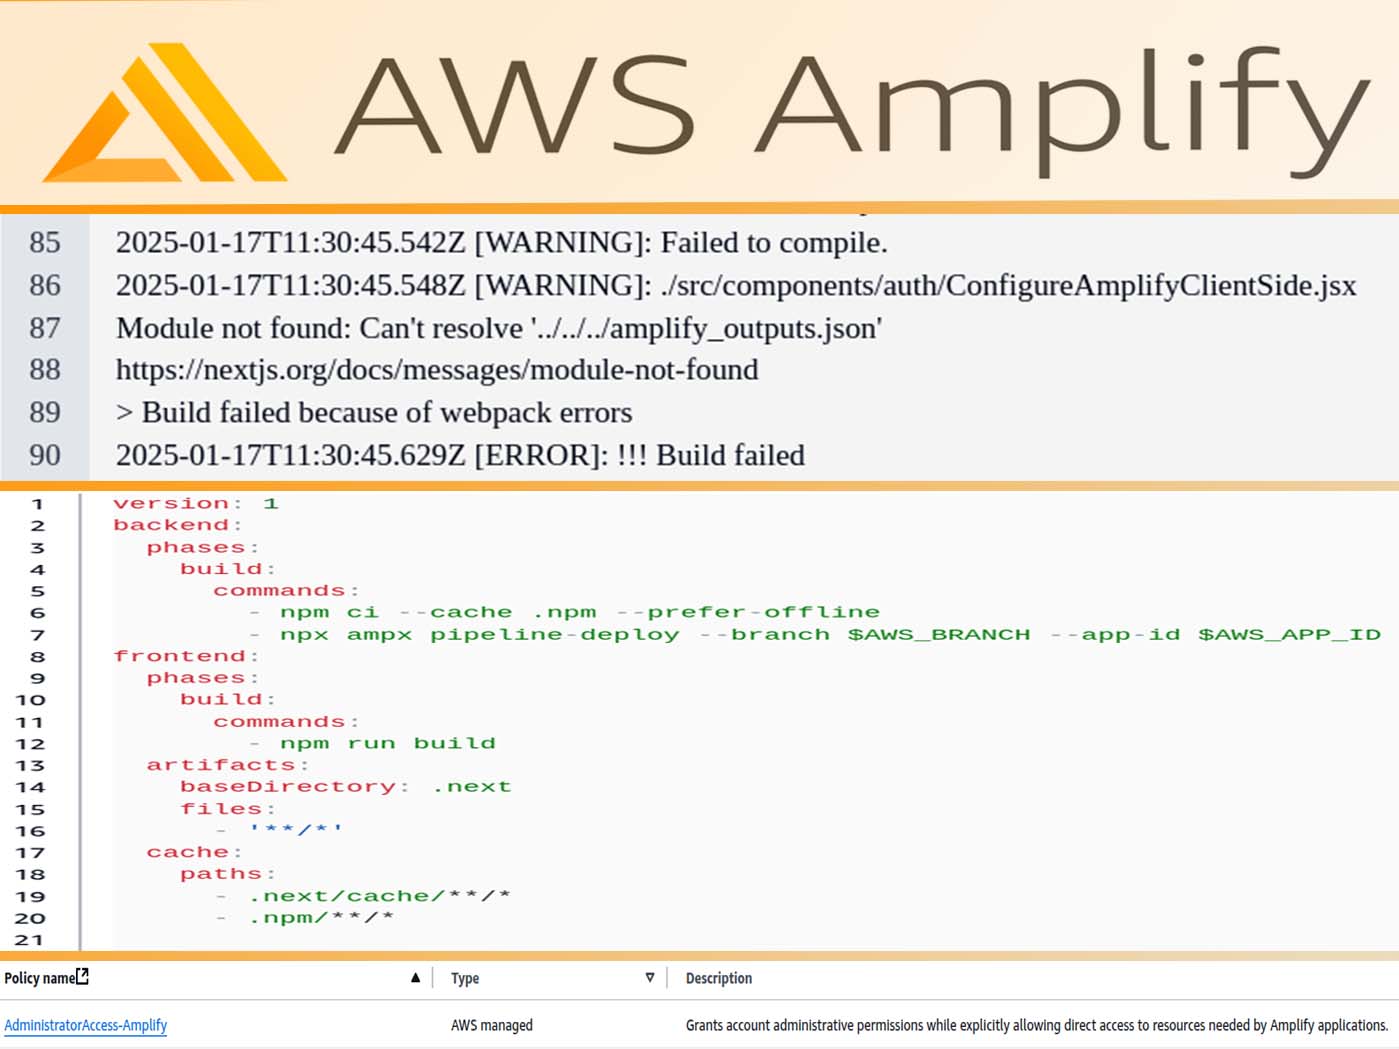 AWS Amplify
85 2025-01-17T11:30:45.542Z [WARNING]: Failed to compile.
86 2025-01-17T11:30:45.548Z [WARNING]: ./src/components/auth/ConfigureAmplifyClientSide.jsx
87 Module not found: Can't resolve '../../../amplify_outputs.json'
88 https://nextjs.org/docs/messages/module-not-found
89 > Build failed because of webpack errors
90 2025-01-17T11:30:45.629Z [ERROR]: !!! Build failed
1 version: 1
2 backend:
3 phases:
4 build:
5 commands:
6 - npm ci --cache .npm --prefer-offline
7 - npx ampx pipeline-deploy --branch $AWS_BRANCH --app-id $AWS_APP_ID
8 frontend:
9 phases:
10 build:
11 commands:
12 - npm run build
13 artifacts:
14 baseDirectory: .next
15 files:
16 - '**/*'
17 cache:
18 paths:
19 - .next/cache/**/*
20 - .npm/**/*
21
Policy name Type Description
AdministratorAccess-Amplify AWS managed Grants account administrative permissions while explicitly allowing direct access to resources needed by Amplify applications.